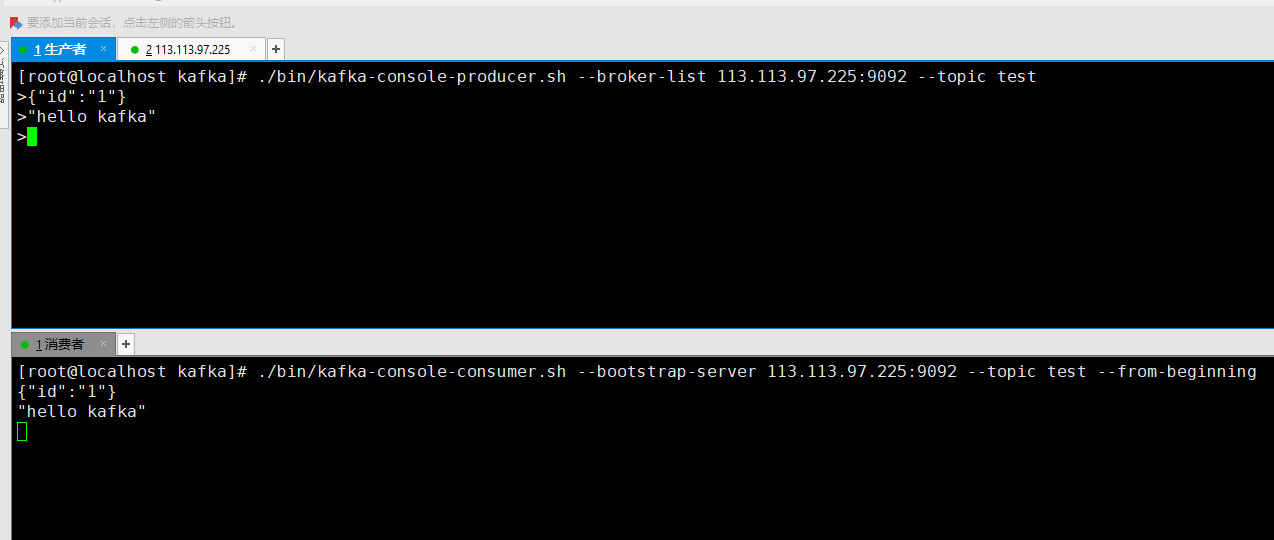 要添加当前会话，点击左侧的箭头按钮。
1 生产者 ×
2 113.113.97.225 × +
[root@localhost kafka]# ./bin/kafka-console-producer.sh --broker-list 113.113.97.225:9092 --topic test
>{"id":"1"}
>"hello kafka"
>
1 消费者 × +
[root@localhost kafka]# ./bin/kafka-console-consumer.sh --bootstrap-server 113.113.97.225:9092 --topic test --from-beginning
{"id":"1"}
"hello kafka"